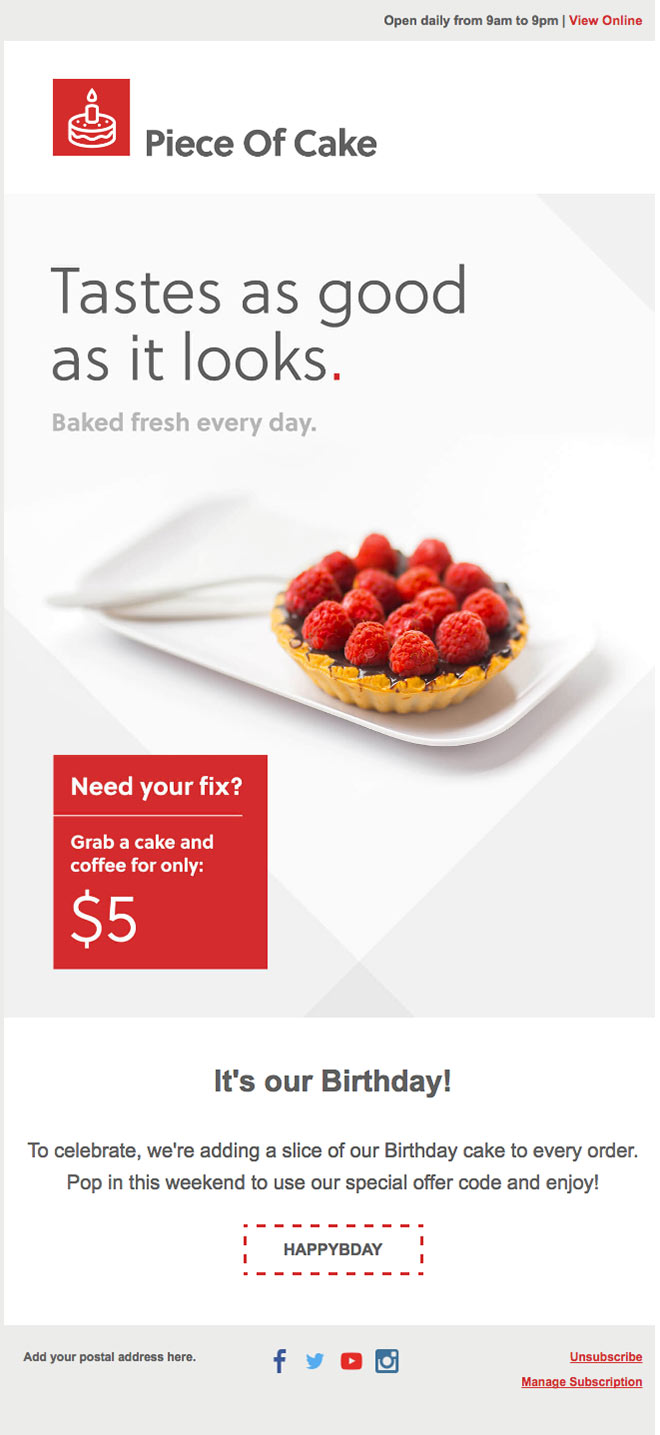 Open daily from 9am to 9pm | View Online
Piece Of Cake
Tastes as good
as it looks.
Baked fresh every day.
Need your fix?
Grab a cake and
coffee for only:
$5
It's our Birthday!
To celebrate, we're adding a slice of our Birthday cake to every order.
Pop in this weekend to use our special offer code and enjoy!
HAPPYBDAY
Add your postal address here.
Unsubscribe
Manage Subscription